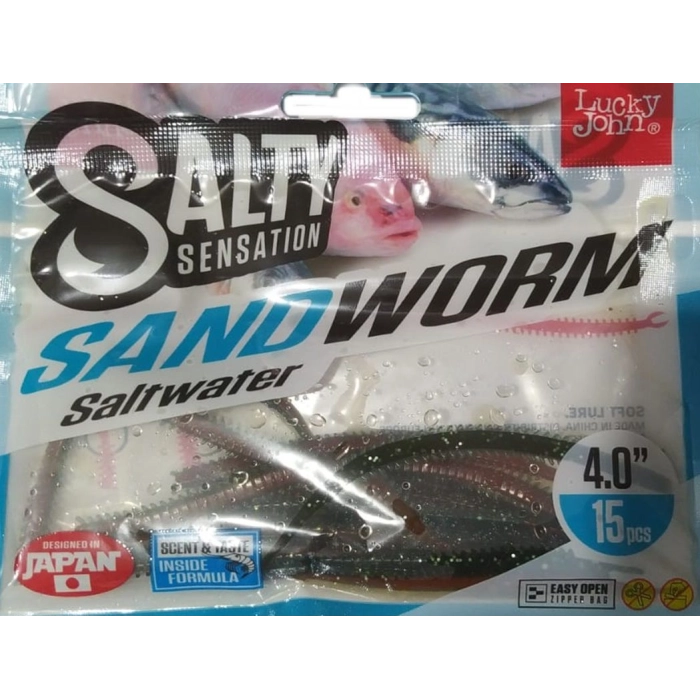 Lucky
John®
SALTY
SENSATION
SANDWORM
Saltwater
SOFT LURE.
MADE IN CHINA.
4.0"
15 pcs
DESIGNED IN
JAPAN
SCENT & TASTE
INSIDE
FORMULA
EASY OPEN
ZIPPER BAG